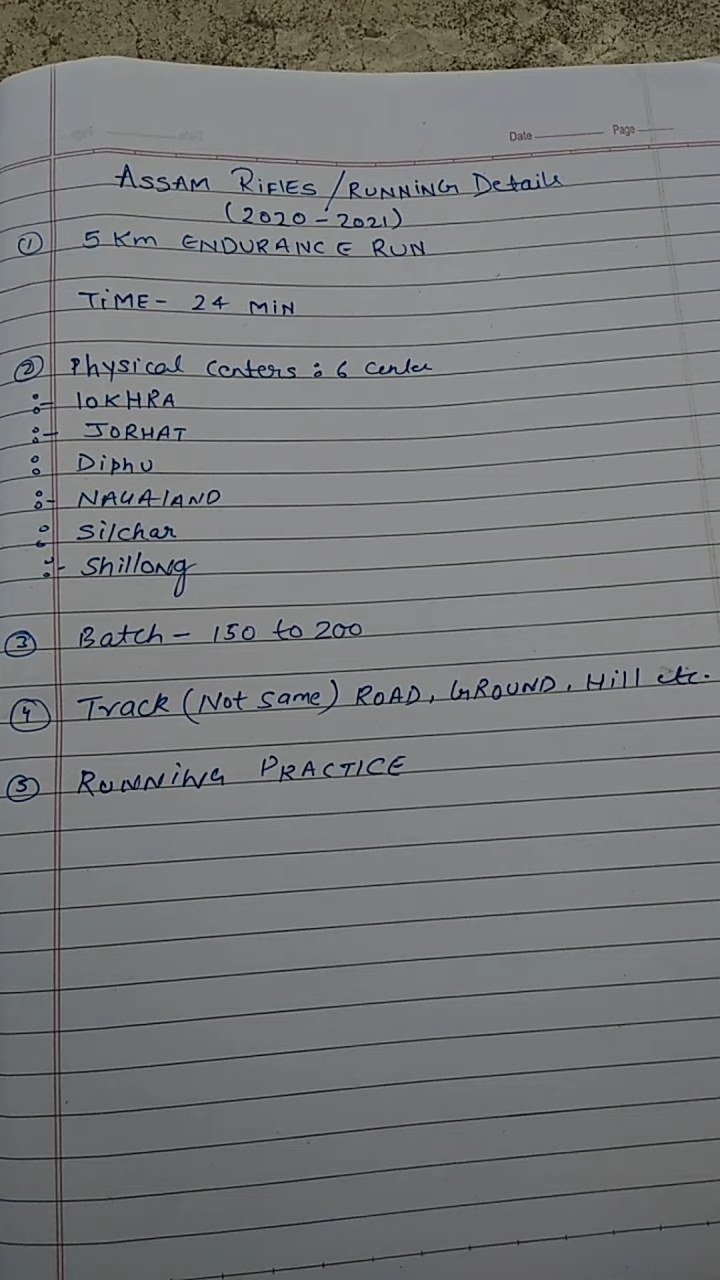 Date Page
ASSAM RIFLES / RUNNING Details
(2020-2021)
① 5 Km ENDURANCE RUN
TIME- 24 MIN
② Physical Centers : 6 Center
:- LOKHRA
:- JORHAT
: Diphu
:- NAGALAND
: Silchar
:- Shillong
③ Batch - 150 to 200
④ Track (Not Same) ROAD, GROUND, Hill etc.
⑤ RUNNING PRACTICE